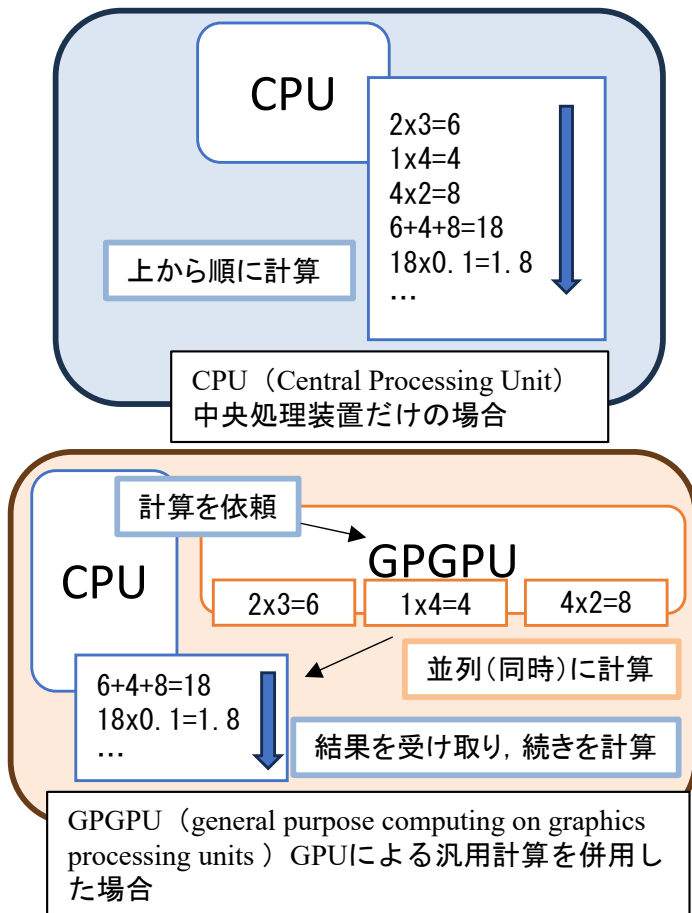 CPU
2x3=6
1x4=4
4x2=8
6+4+8=18
18x0.1=1.8
…
上から順に計算
CPU（Central Processing Unit）
中央処理装置だけの場合
計算を依頼
CPU
GPGPU
2x3=6
1x4=4
4x2=8
並列(同時)に計算
6+4+8=18
18x0.1=1.8
…
結果を受け取り，続きを計算
GPGPU（general purpose computing on graphics
processing units ）GPUによる汎用計算を併用し
た場合